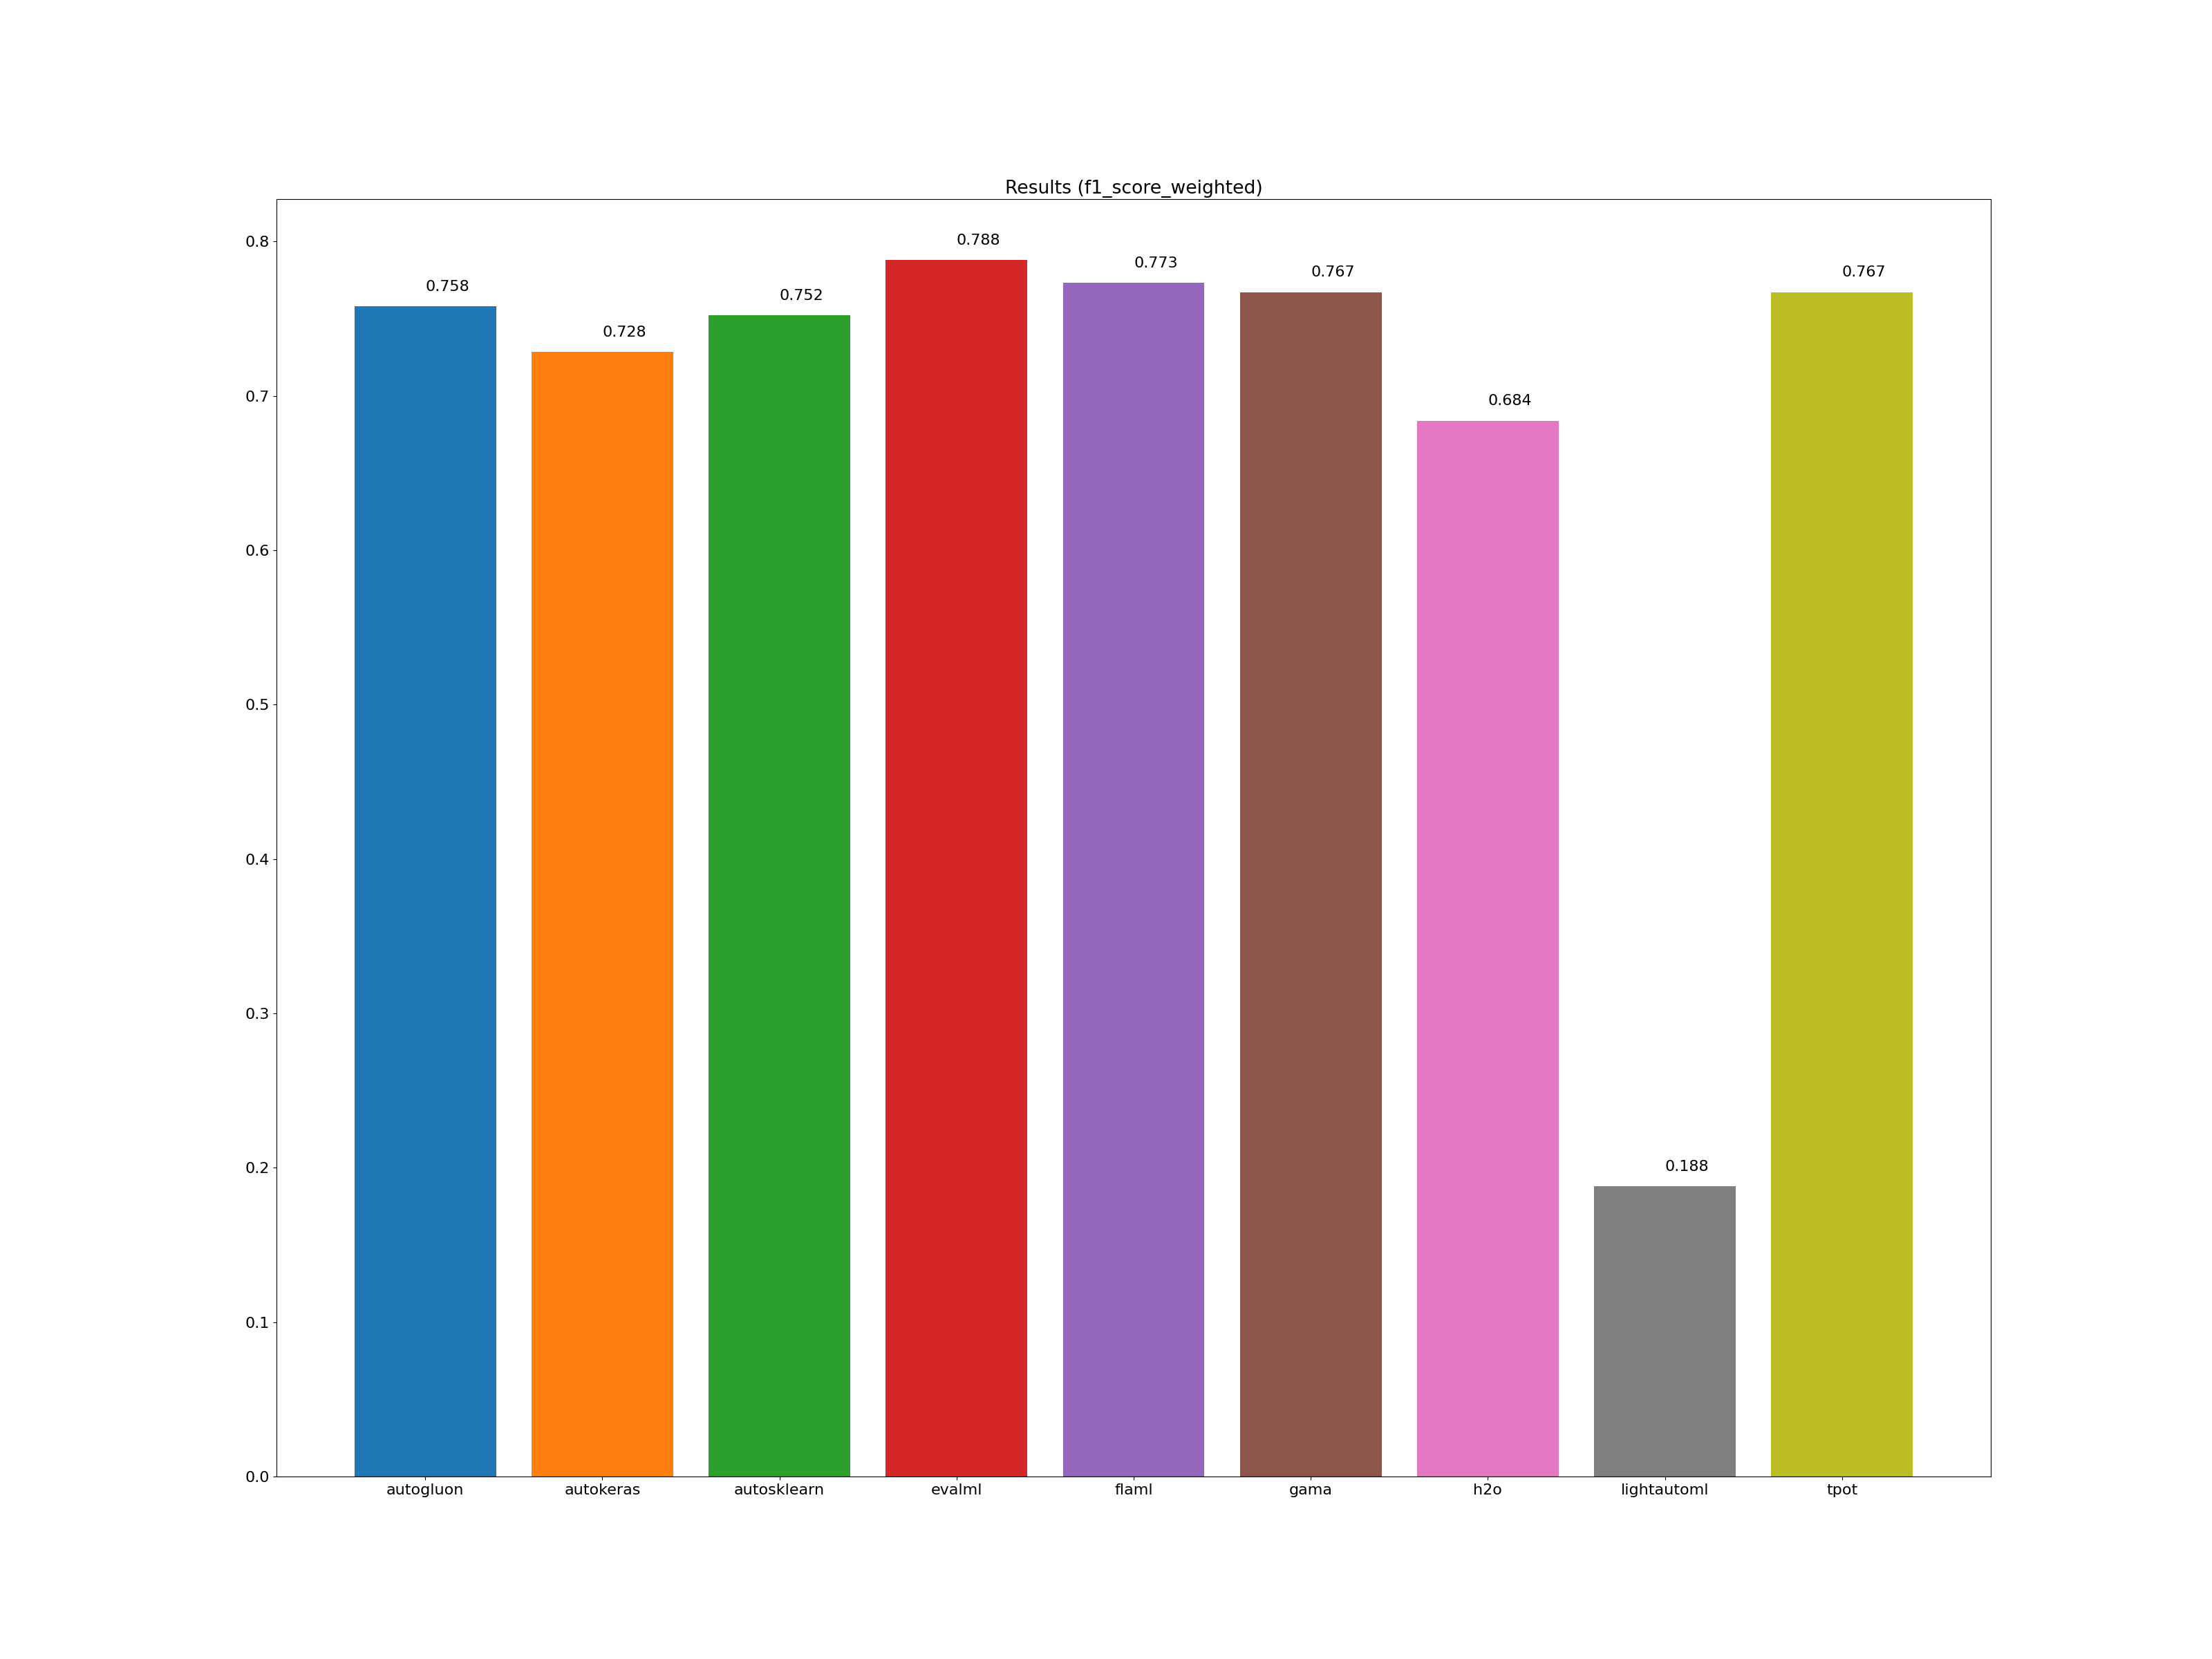 Results (f1_score_weighted)
0.8
0.7
0.6
0.5
0.4
0.3
0.2
0.1
0.0
0.758
0.728
0.752
0.788
0.773
0.767
0.684
0.188
0.767
autogluon
autokeras
autosklearn
evalml
flaml
gama
h2o
lightautoml
tpot